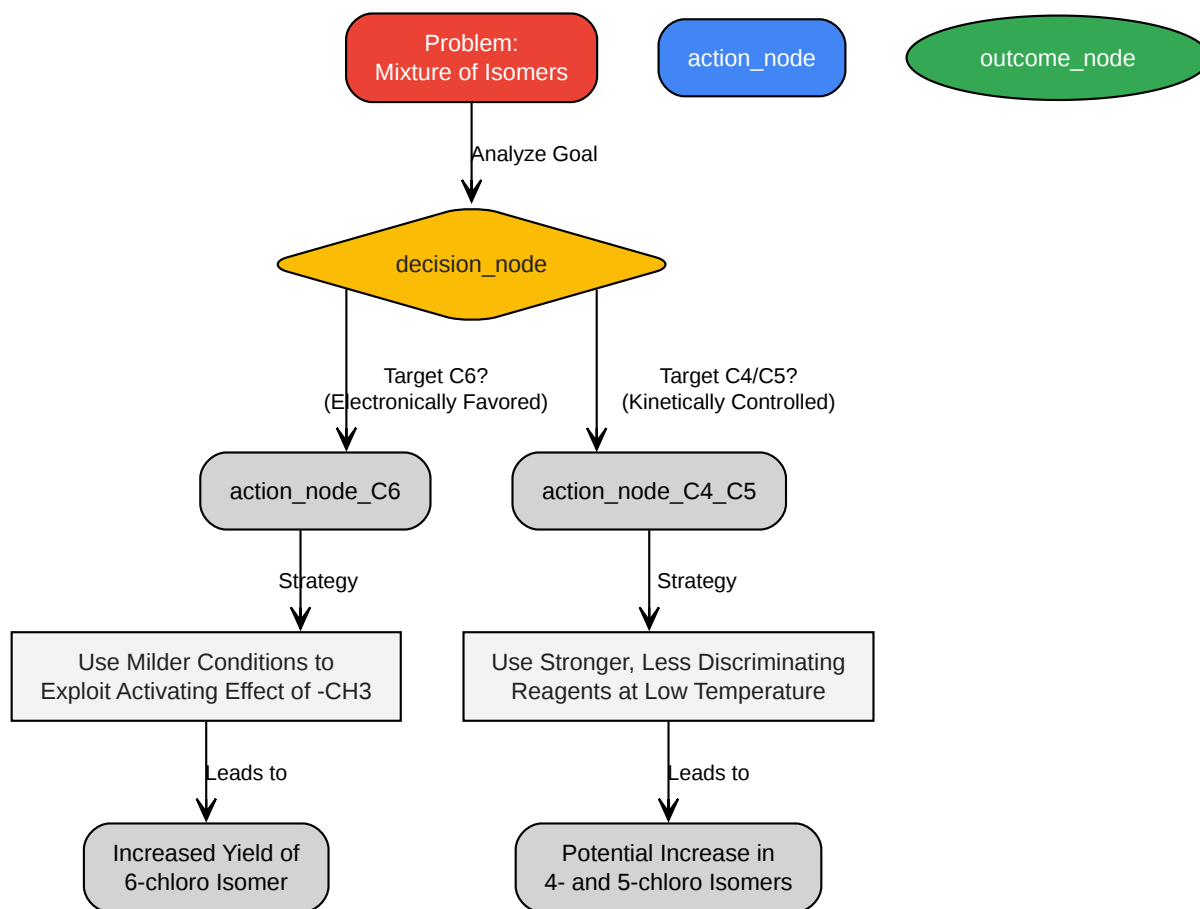 Problem:
Mixture of Isomers
action_node
outcome_node
Analyze Goal
decision_node
Target C6?
(Electronically Favored)
Target C4/C5?
(Kinetically Controlled)
action_node_C6
action_node_C4_C5
Strategy
Strategy
Use Milder Conditions to
Exploit Activating Effect of -CH3
Use Stronger, Less Discriminating
Reagents at Low Temperature
Leads to
Leads to
Increased Yield of
6-chloro Isomer
Potential Increase in
4- and 5-chloro Isomers